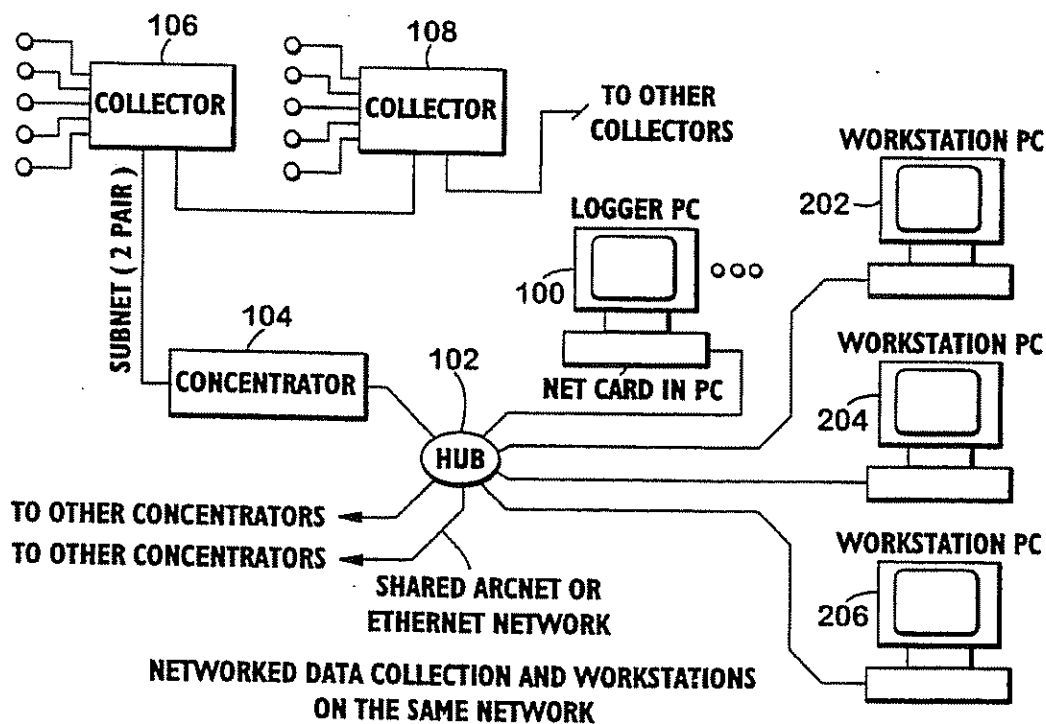 106
COLLECTOR
108
COLLECTOR
TO OTHER
COLLECTORS
WORKSTATION PC
202
LOGGER PC
100
NET CARD IN PC
SUBNET ( 2 PAIR )
104
CONCENTRATOR
102
HUB
WORKSTATION PC
204
TO OTHER CONCENTRATORS
TO OTHER CONCENTRATORS
SHARED ARCNET OR
ETHERNET NETWORK
WORKSTATION PC
206
NETWORKED DATA COLLECTION AND WORKSTATIONS
ON THE SAME NETWORK